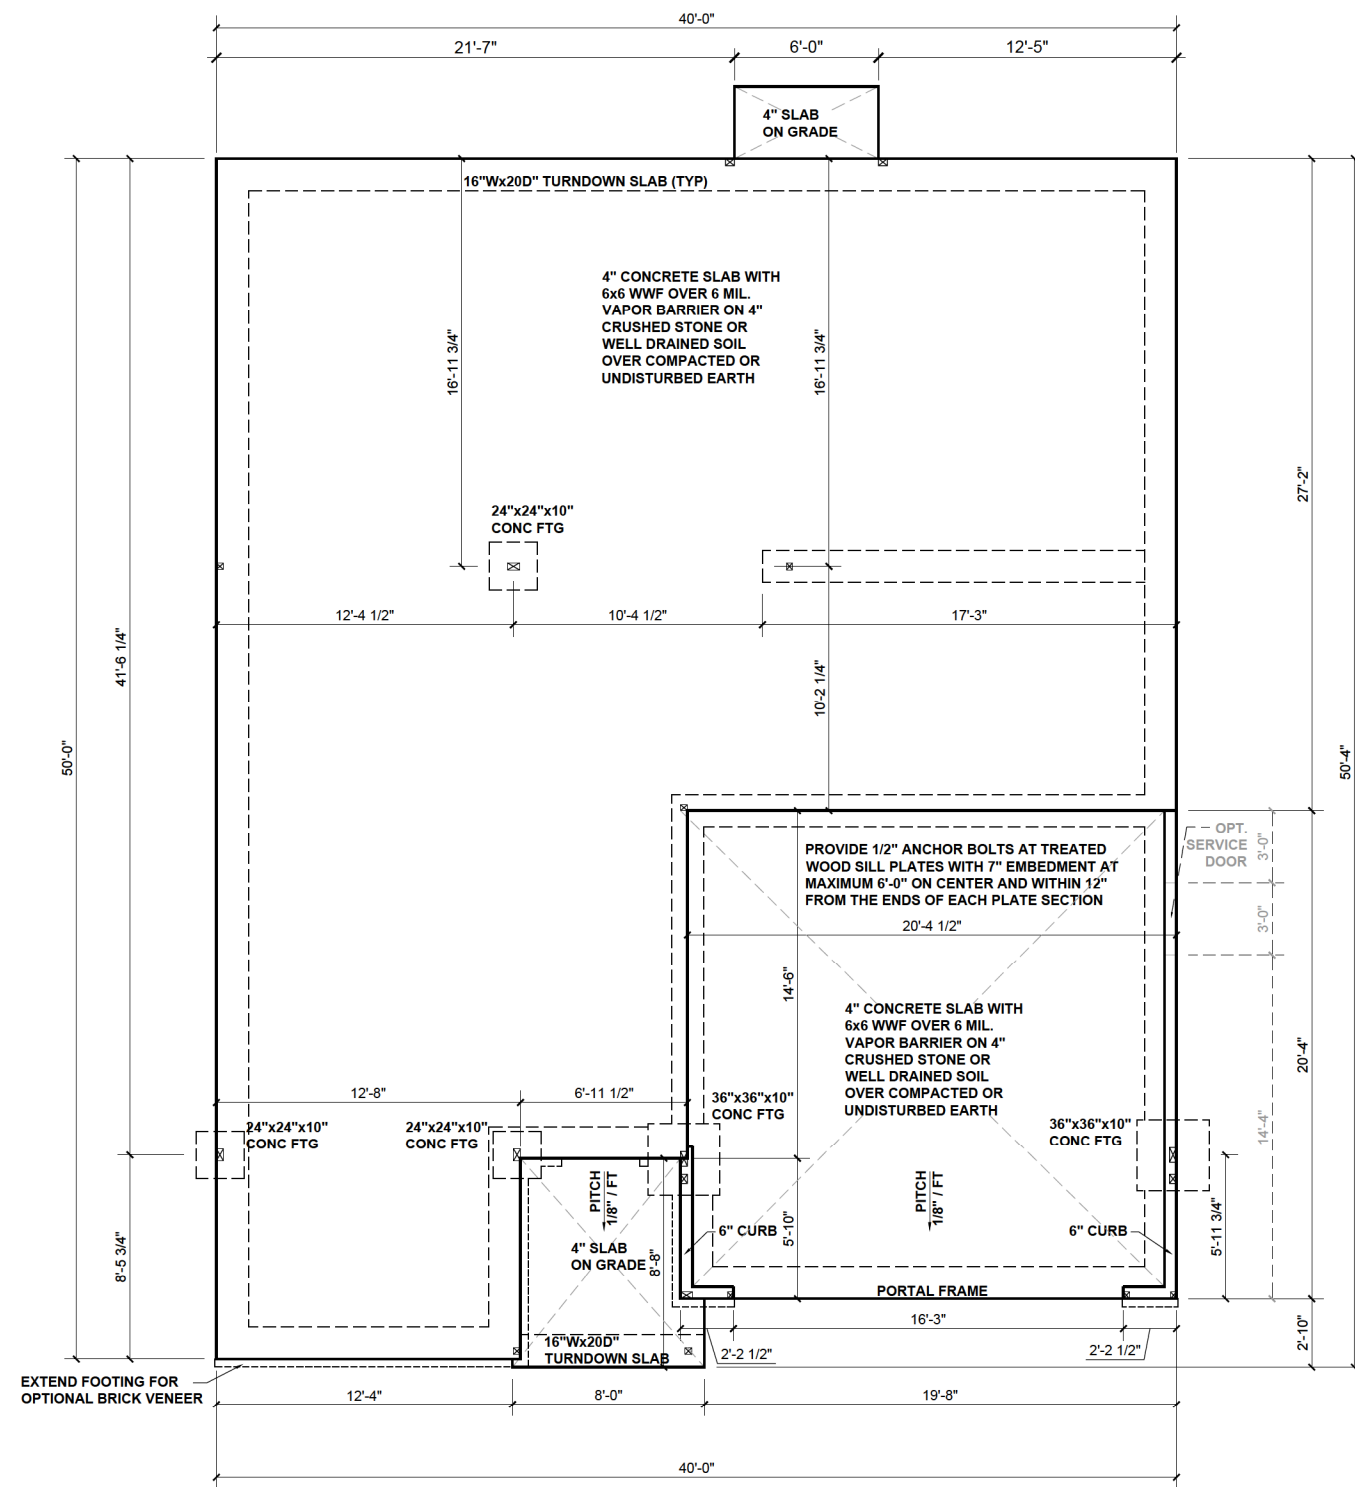 40'-0"
21'-7"
6'-0"
12'-5"
4" SLAB
ON GRADE
16"Wx20D" TURNDOWN SLAB (TYP)
4" CONCRETE SLAB WITH
6x6 WWF OVER 6 MIL.
VAPOR BARRIER ON 4"
CRUSHED STONE OR
WELL DRAINED SOIL
OVER COMPACTED OR
UNDISTURBED EARTH
16'-11 3/4"
16'-11 3/4"
27'-2"
24"x24"x10"
CONC FTG
12'-4 1/2"
10'-4 1/2"
17'-3"
41'-6 1/4"
10'-2 1/4"
50'-0"
50'-4"
OPT.
SERVICE
DOOR
3'-0"
PROVIDE 1/2" ANCHOR BOLTS AT TREATED
WOOD SILL PLATES WITH 7" EMBEDMENT AT
MAXIMUM 6'-0" ON CENTER AND WITHIN 12"
FROM THE ENDS OF EACH PLATE SECTION
20'-4 1/2"
3'-0"
14'-6"
4" CONCRETE SLAB WITH
6x6 WWF OVER 6 MIL.
VAPOR BARRIER ON 4"
CRUSHED STONE OR
WELL DRAINED SOIL
OVER COMPACTED OR
UNDISTURBED EARTH
20'-4"
12'-8"
6'-11 1/2"
36"x36"x10"
CONC FTG
24"x24"x10"
CONC FTG
24"x24"x10"
CONC FTG
36"x36"x10"
CONC FTG
14'-4"
PITCH
1/8" / FT
PITCH
1/8" / FT
6" CURB
6" CURB
5'-10"
5'-11 3/4"
8'-5 3/4"
4" SLAB
ON GRADE
8'-8"
PORTAL FRAME
16'-3"
2'-10"
16"Wx20D"
TURNDOWN SLAB
2'-2 1/2"
2'-2 1/2"
EXTEND FOOTING FOR
OPTIONAL BRICK VENEER
12'-4"
8'-0"
19'-8"
40'-0"